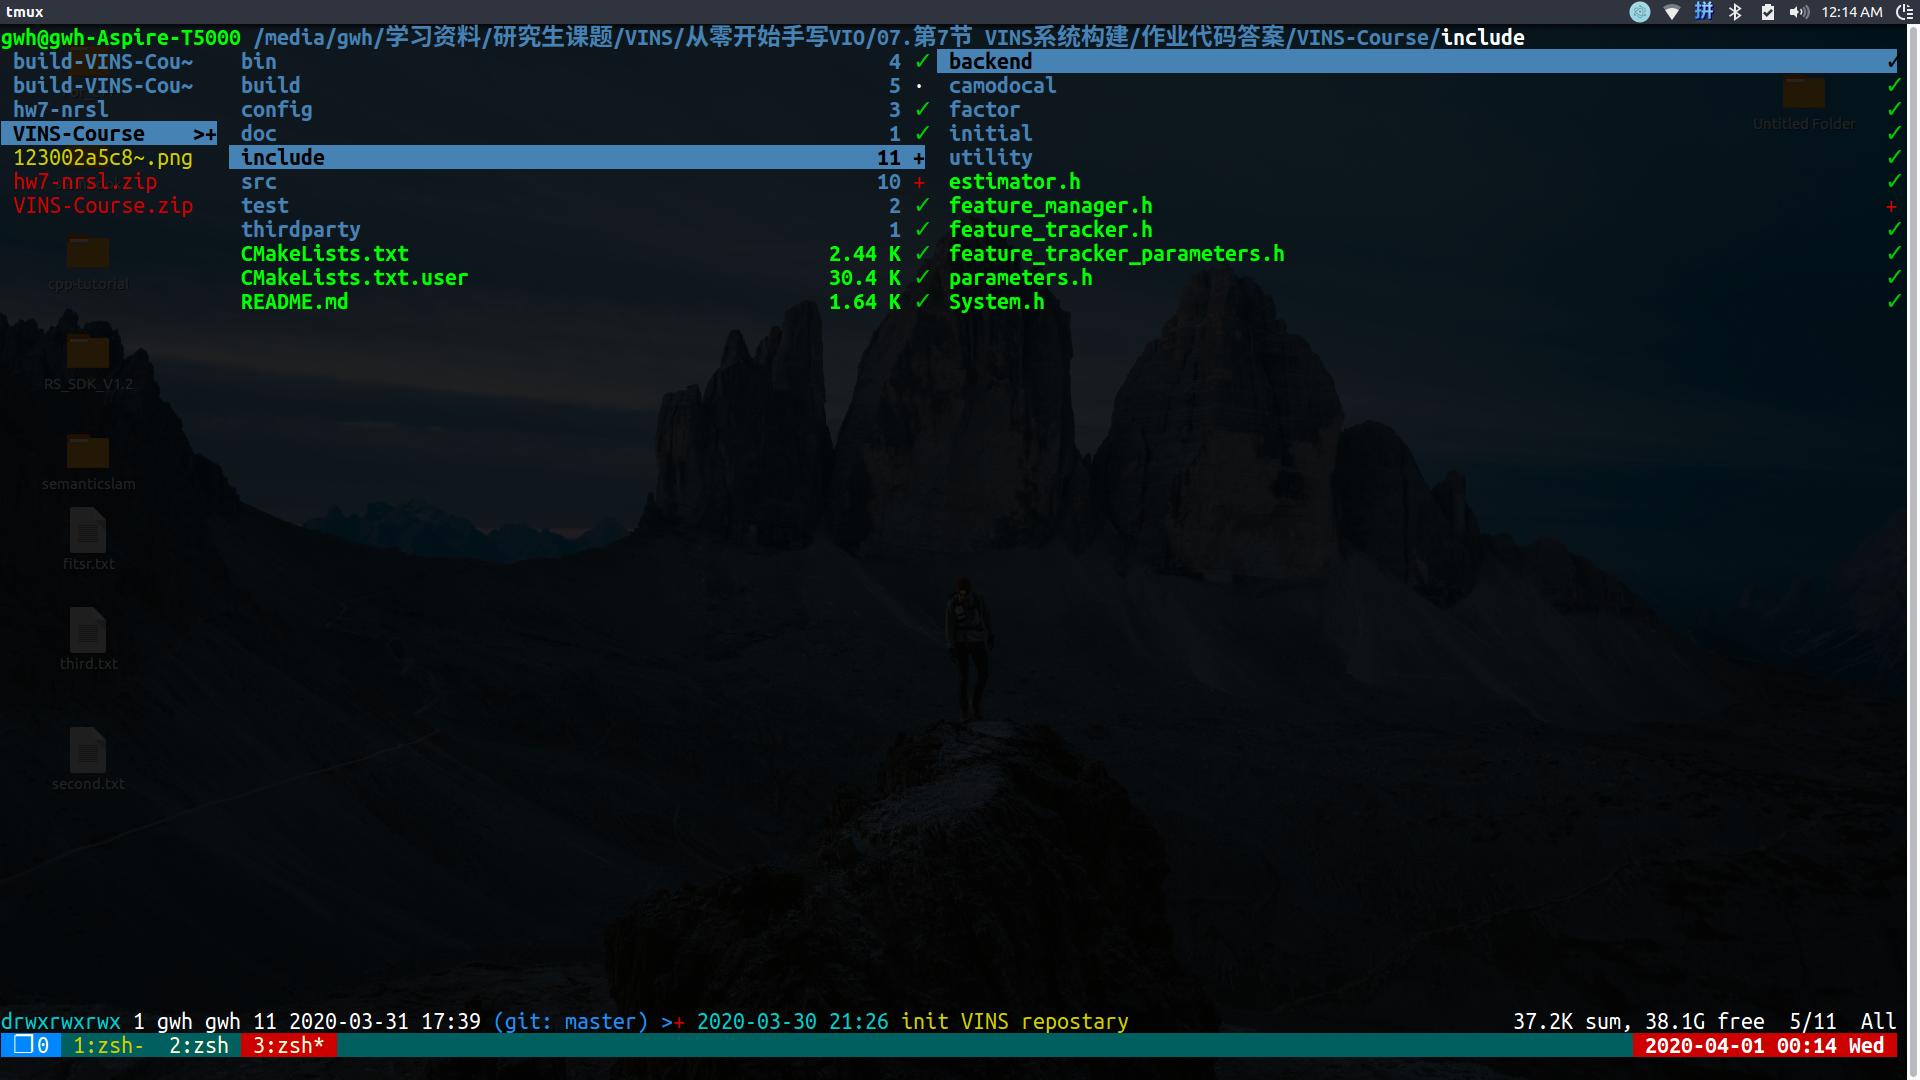 tmux
拼
12:14 AM
gwh@gwh-Aspire-T5000 /media/gwh/学习资料/研究生课题/VINS/从零开始手写VIO/07.第7节 VINS系统构建/作业代码答案/VINS-Course/include
build-VINS-Cou~ bin 4 ✓ backend ✓
build-VINS-Cou~ build 5 · camodocal ✓
hw7-nrsl config 3 ✓ factor ✓
VINS-Course >+ doc 1 ✓ initial ✓
123002a5c8~.png include 11 + utility ✓
hw7-nrsl.zip src 10 + estimator.h ✓
VINS-Course.zip test 2 ✓ feature_manager.h +
thirdparty 1 ✓ feature_tracker.h ✓
CMakeLists.txt 2.44 K ✓ feature_tracker_parameters.h ✓
CMakeLists.txt.user 30.4 K ✓ parameters.h ✓
README.md 1.64 K ✓ System.h ✓
Untitled Folder
cpp-tutorial
RS_SDK_V1.2
semanticslam
fitsr.txt
third.txt
second.txt
drwxrwxrwx 1 gwh gwh 11 2020-03-31 17:39 (git: master) >+ 2020-03-30 21:26 init VINS repostary 37.2K sum, 38.1G free 5/11 All
❐0 1:zsh- 2:zsh 3:zsh* 2020-04-01 00:14 Wed